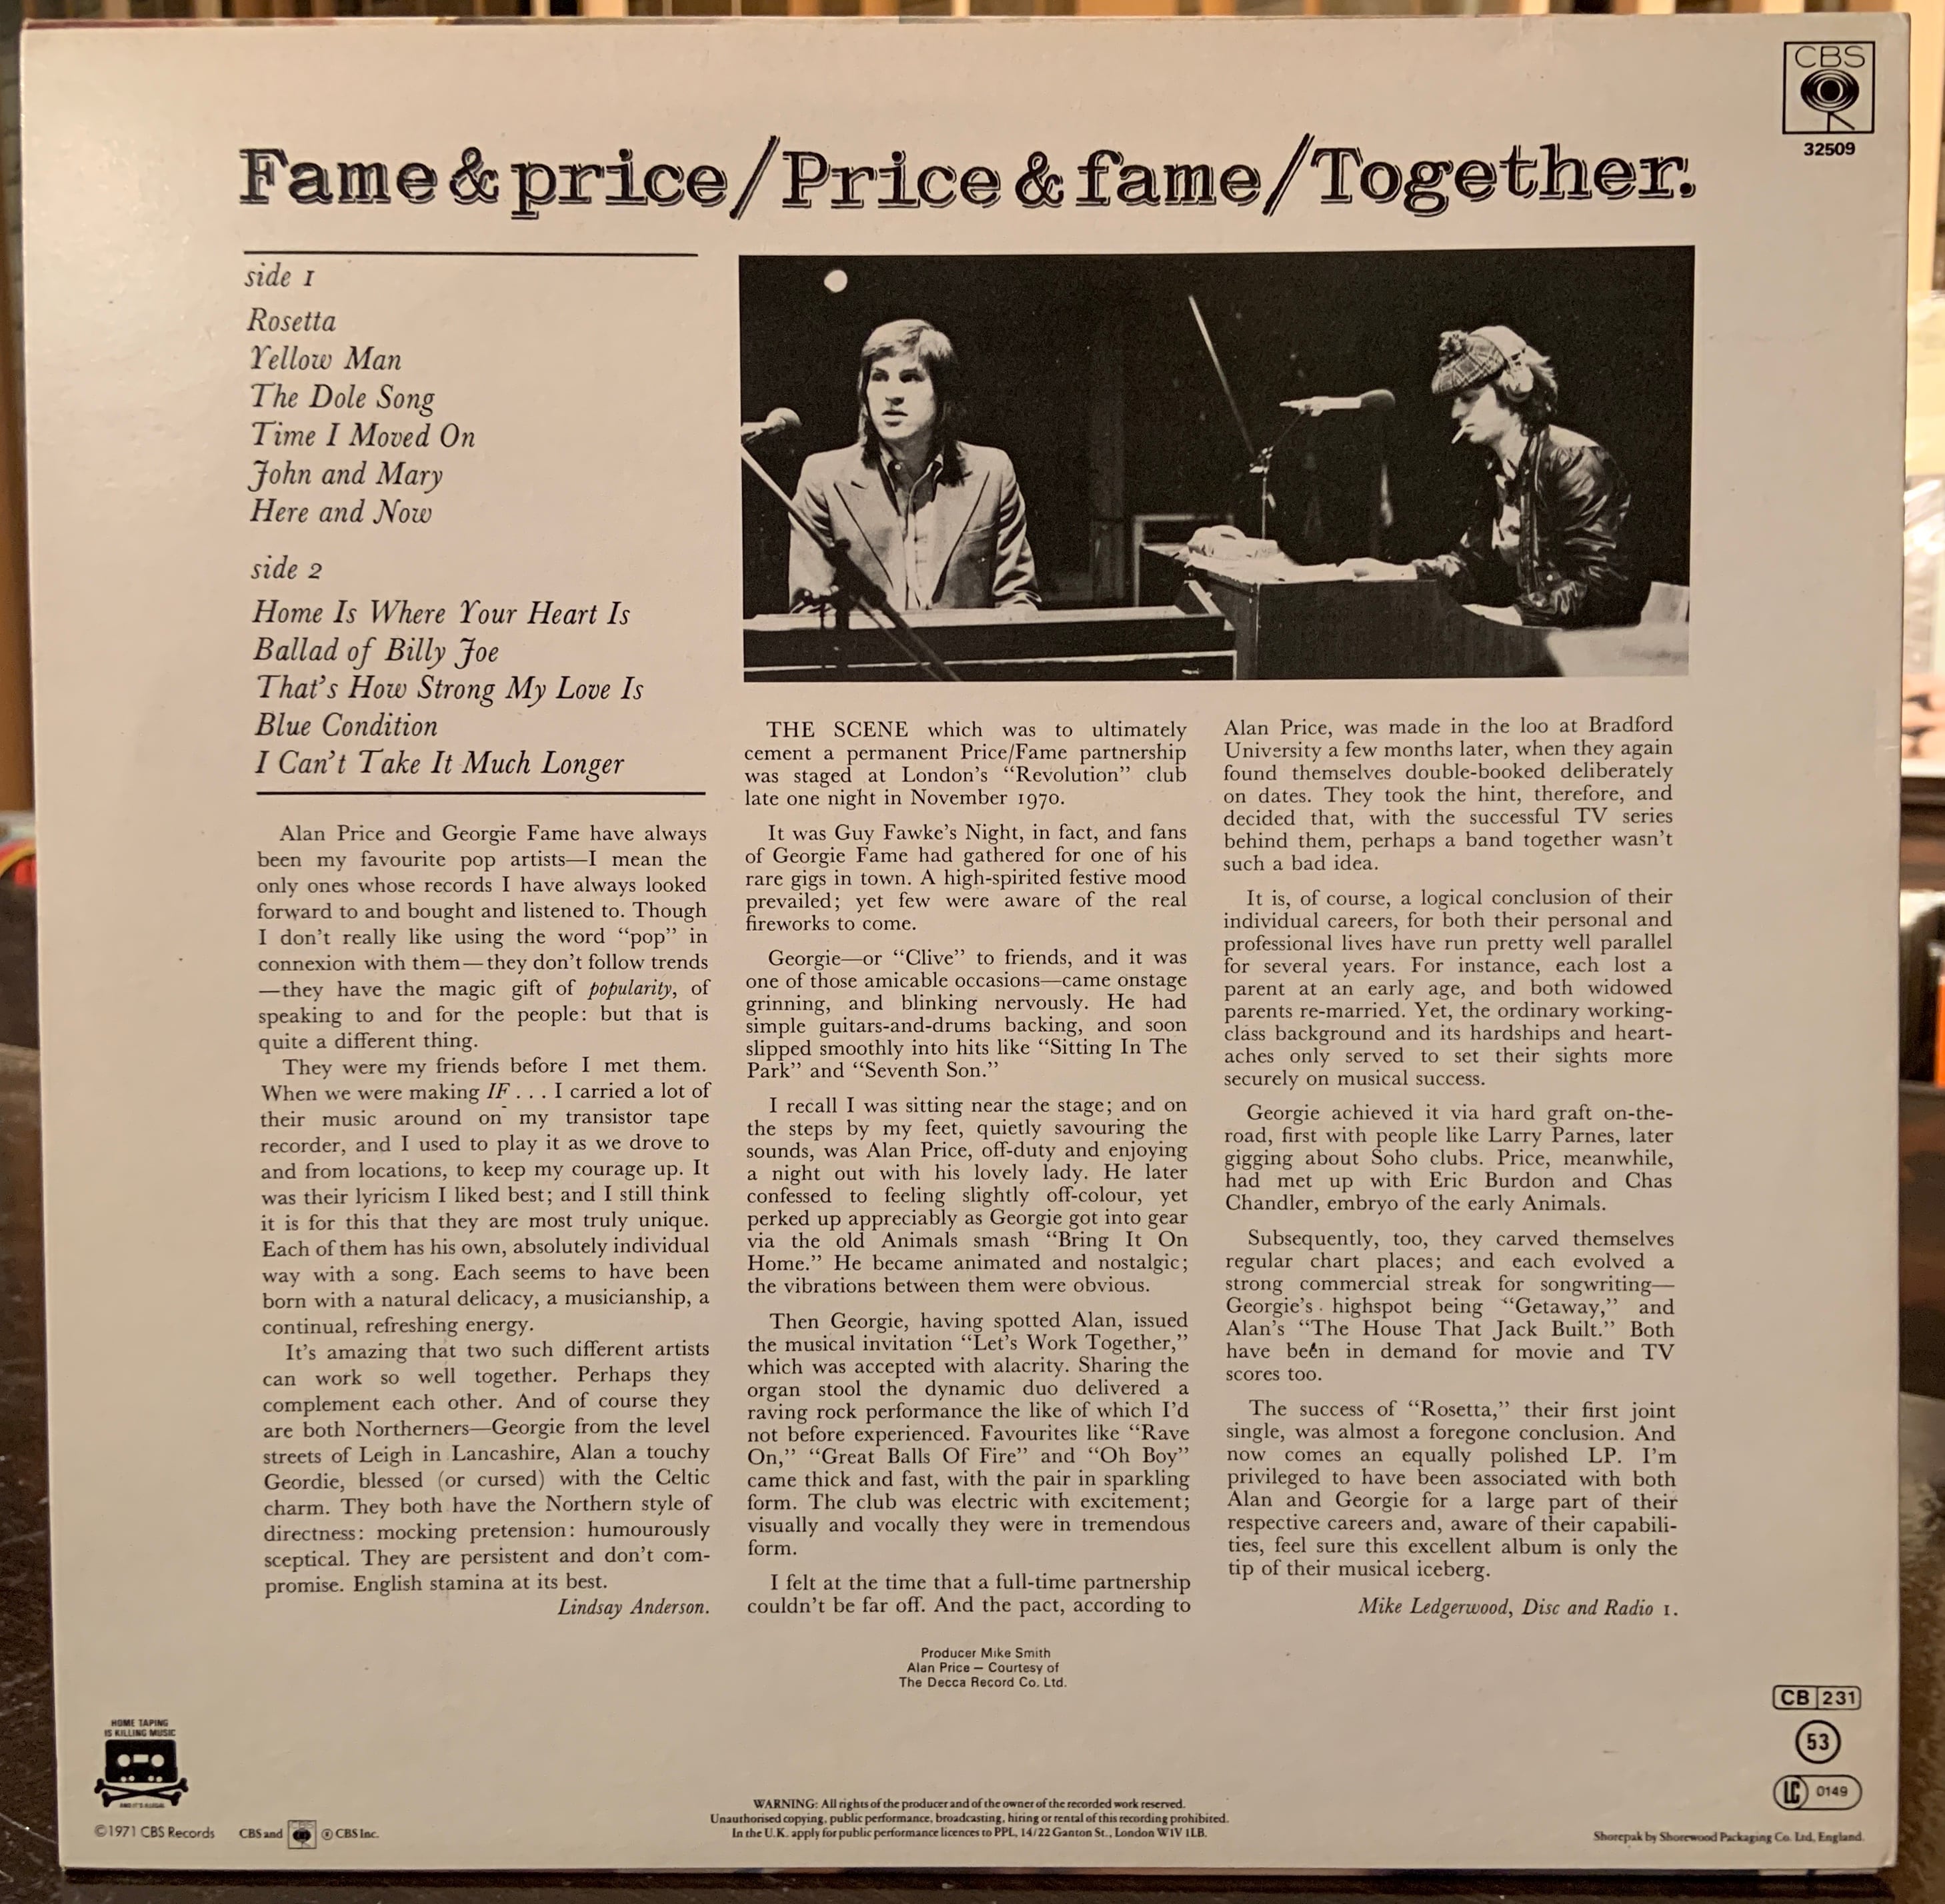 CBS
32509
Fame & price/Price & fame/Together.
side 1
Rosetta
Yellow Man
The Dole Song
Time I Moved On
John and Mary
Here and Now
side 2
Home Is Where Your Heart Is
Ballad of Billy Joe
That's How Strong My Love Is
Blue Condition
I Can't Take It Much Longer
Alan Price and Georgie Fame have always
been my favourite pop artists—I mean the
only ones whose records I have always looked
forward to and bought and listened to. Though
I don't really like using the word "pop" in
connexion with them—they don't follow trends
—they have the magic gift of popularity, of
speaking to and for the people: but that is
quite a different thing.
They were my friends before I met them.
When we were making IF . . . I carried a lot of
their music around on my transistor tape
recorder, and I used to play it as we drove to
and from locations, to keep my courage up. It
was their lyricism I liked best; and I still think
it is for this that they are most truly unique.
Each of them has his own, absolutely individual
way with a song. Each seems to have been
born with a natural delicacy, a musicianship, a
continual, refreshing energy.
It's amazing that two such different artists
can work so well together. Perhaps they
complement each other. And of course they
are both Northerners—Georgie from the level
streets of Leigh in Lancashire, Alan a touchy
Geordie, blessed (or cursed) with the Celtic
charm. They both have the Northern style of
directness: mocking pretension: humourously
sceptical. They are persistent and don't com-
promise. English stamina at its best.
Lindsay Anderson.
THE SCENE which was to ultimately
cement a permanent Price/Fame partnership
was staged at London's "Revolution" club
late one night in November 1970.
It was Guy Fawke's Night, in fact, and fans
of Georgie Fame had gathered for one of his
rare gigs in town. A high-spirited festive mood
prevailed; yet few were aware of the real
fireworks to come.
Georgie—or "Clive" to friends, and it was
one of those amicable occasions—came onstage
grinning, and blinking nervously. He had
simple guitars-and-drums backing, and soon
slipped smoothly into hits like "Sitting In The
Park" and "Seventh Son."
I recall I was sitting near the stage; and on
the steps by my feet, quietly savouring the
sounds, was Alan Price, off-duty and enjoying
a night out with his lovely lady. He later
confessed to feeling slightly off-colour, yet
perked up appreciably as Georgie got into gear
via the old Animals smash "Bring It On
Home." He became animated and nostalgic;
the vibrations between them were obvious.
Then Georgie, having spotted Alan, issued
the musical invitation "Let's Work Together,"
which was accepted with alacrity. Sharing the
organ stool the dynamic duo delivered a
raving rock performance the like of which I'd
not before experienced. Favourites like "Rave
On," "Great Balls Of Fire" and "Oh Boy"
came thick and fast, with the pair in sparkling
form. The club was electric with excitement;
visually and vocally they were in tremendous
form.
I felt at the time that a full-time partnership
couldn't be far off. And the pact, according to
Alan Price, was made in the loo at Bradford
University a few months later, when they again
found themselves double-booked deliberately
on dates. They took the hint, therefore, and
decided that, with the successful TV series
behind them, perhaps a band together wasn't
such a bad idea.
It is, of course, a logical conclusion of their
individual careers, for both their personal and
professional lives have run pretty well parallel
for several years. For instance, each lost a
parent at an early age, and both widowed
parents re-married. Yet, the ordinary working-
class background and its hardships and heart-
aches only served to set their sights more
securely on musical success.
Georgie achieved it via hard graft on-the-
road, first with people like Larry Parnes, later
gigging about Soho clubs. Price, meanwhile,
had met up with Eric Burdon and Chas
Chandler, embryo of the early Animals.
Subsequently, too, they carved themselves
regular chart places; and each evolved a
strong commercial streak for songwriting—
Georgie's highspot being "Getaway," and
Alan's "The House That Jack Built." Both
have been in demand for movie and TV
scores too.
The success of "Rosetta," their first joint
single, was almost a foregone conclusion. And
now comes an equally polished LP. I'm
privileged to have been associated with both
Alan and Georgie for a large part of their
respective careers and, aware of their capabili-
ties, feel sure this excellent album is only the
tip of their musical iceberg.
Mike Ledgerwood, Disc and Radio 1.
Producer Mike Smith
Alan Price – Courtesy of
The Decca Record Co. Ltd.
HOME TAPING
IS KILLING MUSIC
AND IT'S ILLEGAL
CB 231
53
LC 0149
©1971 CBS Records
CBS and ℗ CBS Inc.
WARNING: All rights of the producer and of the owner of the recorded work reserved.
Unauthorised copying, public performance, broadcasting, hiring or rental of this recording prohibited.
In the U.K. apply for public performance licences to PPL, 14/22 Ganton St., London W1V 1LB.
Shorepak by Shorewood Packaging Co. Ltd, England.